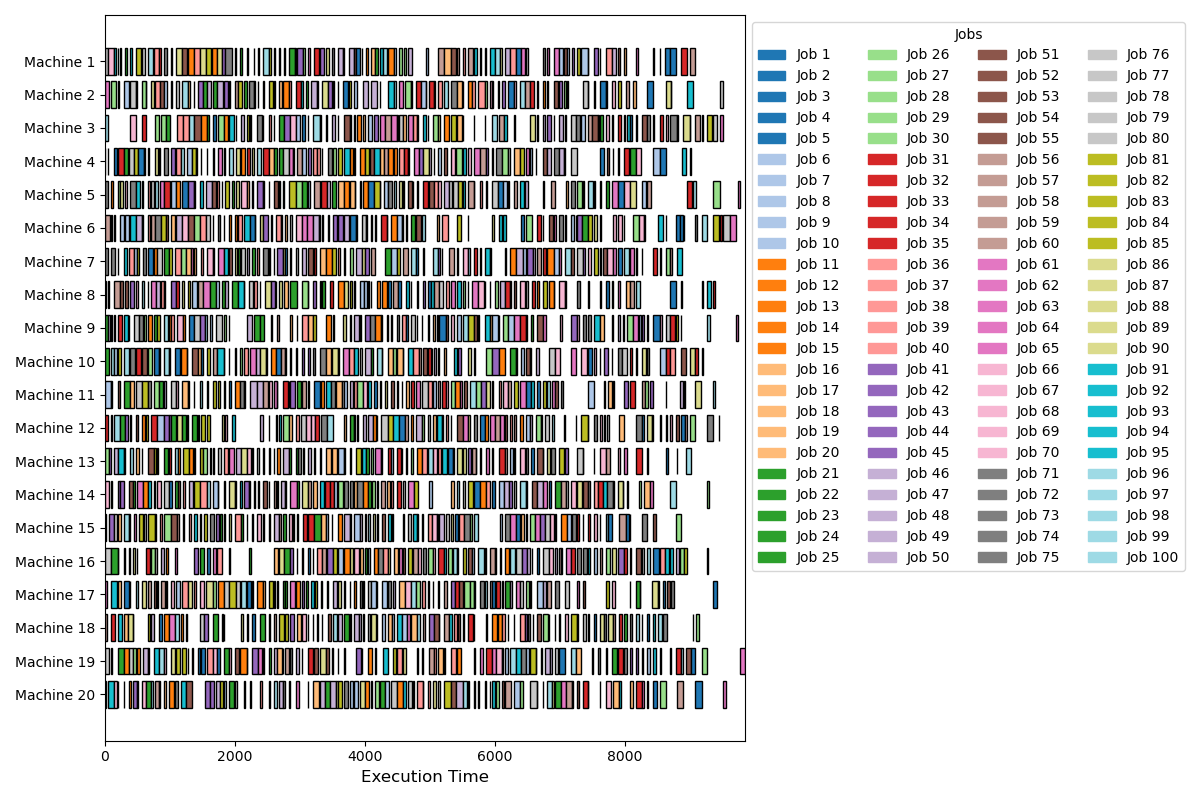 Machine 1
Machine 2
Machine 3
Machine 4
Machine 5
Machine 6
Machine 7
Machine 8
Machine 9
Machine 10
Machine 11
Machine 12
Machine 13
Machine 14
Machine 15
Machine 16
Machine 17
Machine 18
Machine 19
Machine 20
0 2000 4000 6000 8000
Execution Time
Jobs
Job 1 Job 26 Job 51 Job 76
Job 2 Job 27 Job 52 Job 77
Job 3 Job 28 Job 53 Job 78
Job 4 Job 29 Job 54 Job 79
Job 5 Job 30 Job 55 Job 80
Job 6 Job 31 Job 56 Job 81
Job 7 Job 32 Job 57 Job 82
Job 8 Job 33 Job 58 Job 83
Job 9 Job 34 Job 59 Job 84
Job 10 Job 35 Job 60 Job 85
Job 11 Job 36 Job 61 Job 86
Job 12 Job 37 Job 62 Job 87
Job 13 Job 38 Job 63 Job 88
Job 14 Job 39 Job 64 Job 89
Job 15 Job 40 Job 65 Job 90
Job 16 Job 41 Job 66 Job 91
Job 17 Job 42 Job 67 Job 92
Job 18 Job 43 Job 68 Job 93
Job 19 Job 44 Job 69 Job 94
Job 20 Job 45 Job 70 Job 95
Job 21 Job 46 Job 71 Job 96
Job 22 Job 47 Job 72 Job 97
Job 23 Job 48 Job 73 Job 98
Job 24 Job 49 Job 74 Job 99
Job 25 Job 50 Job 75 Job 100